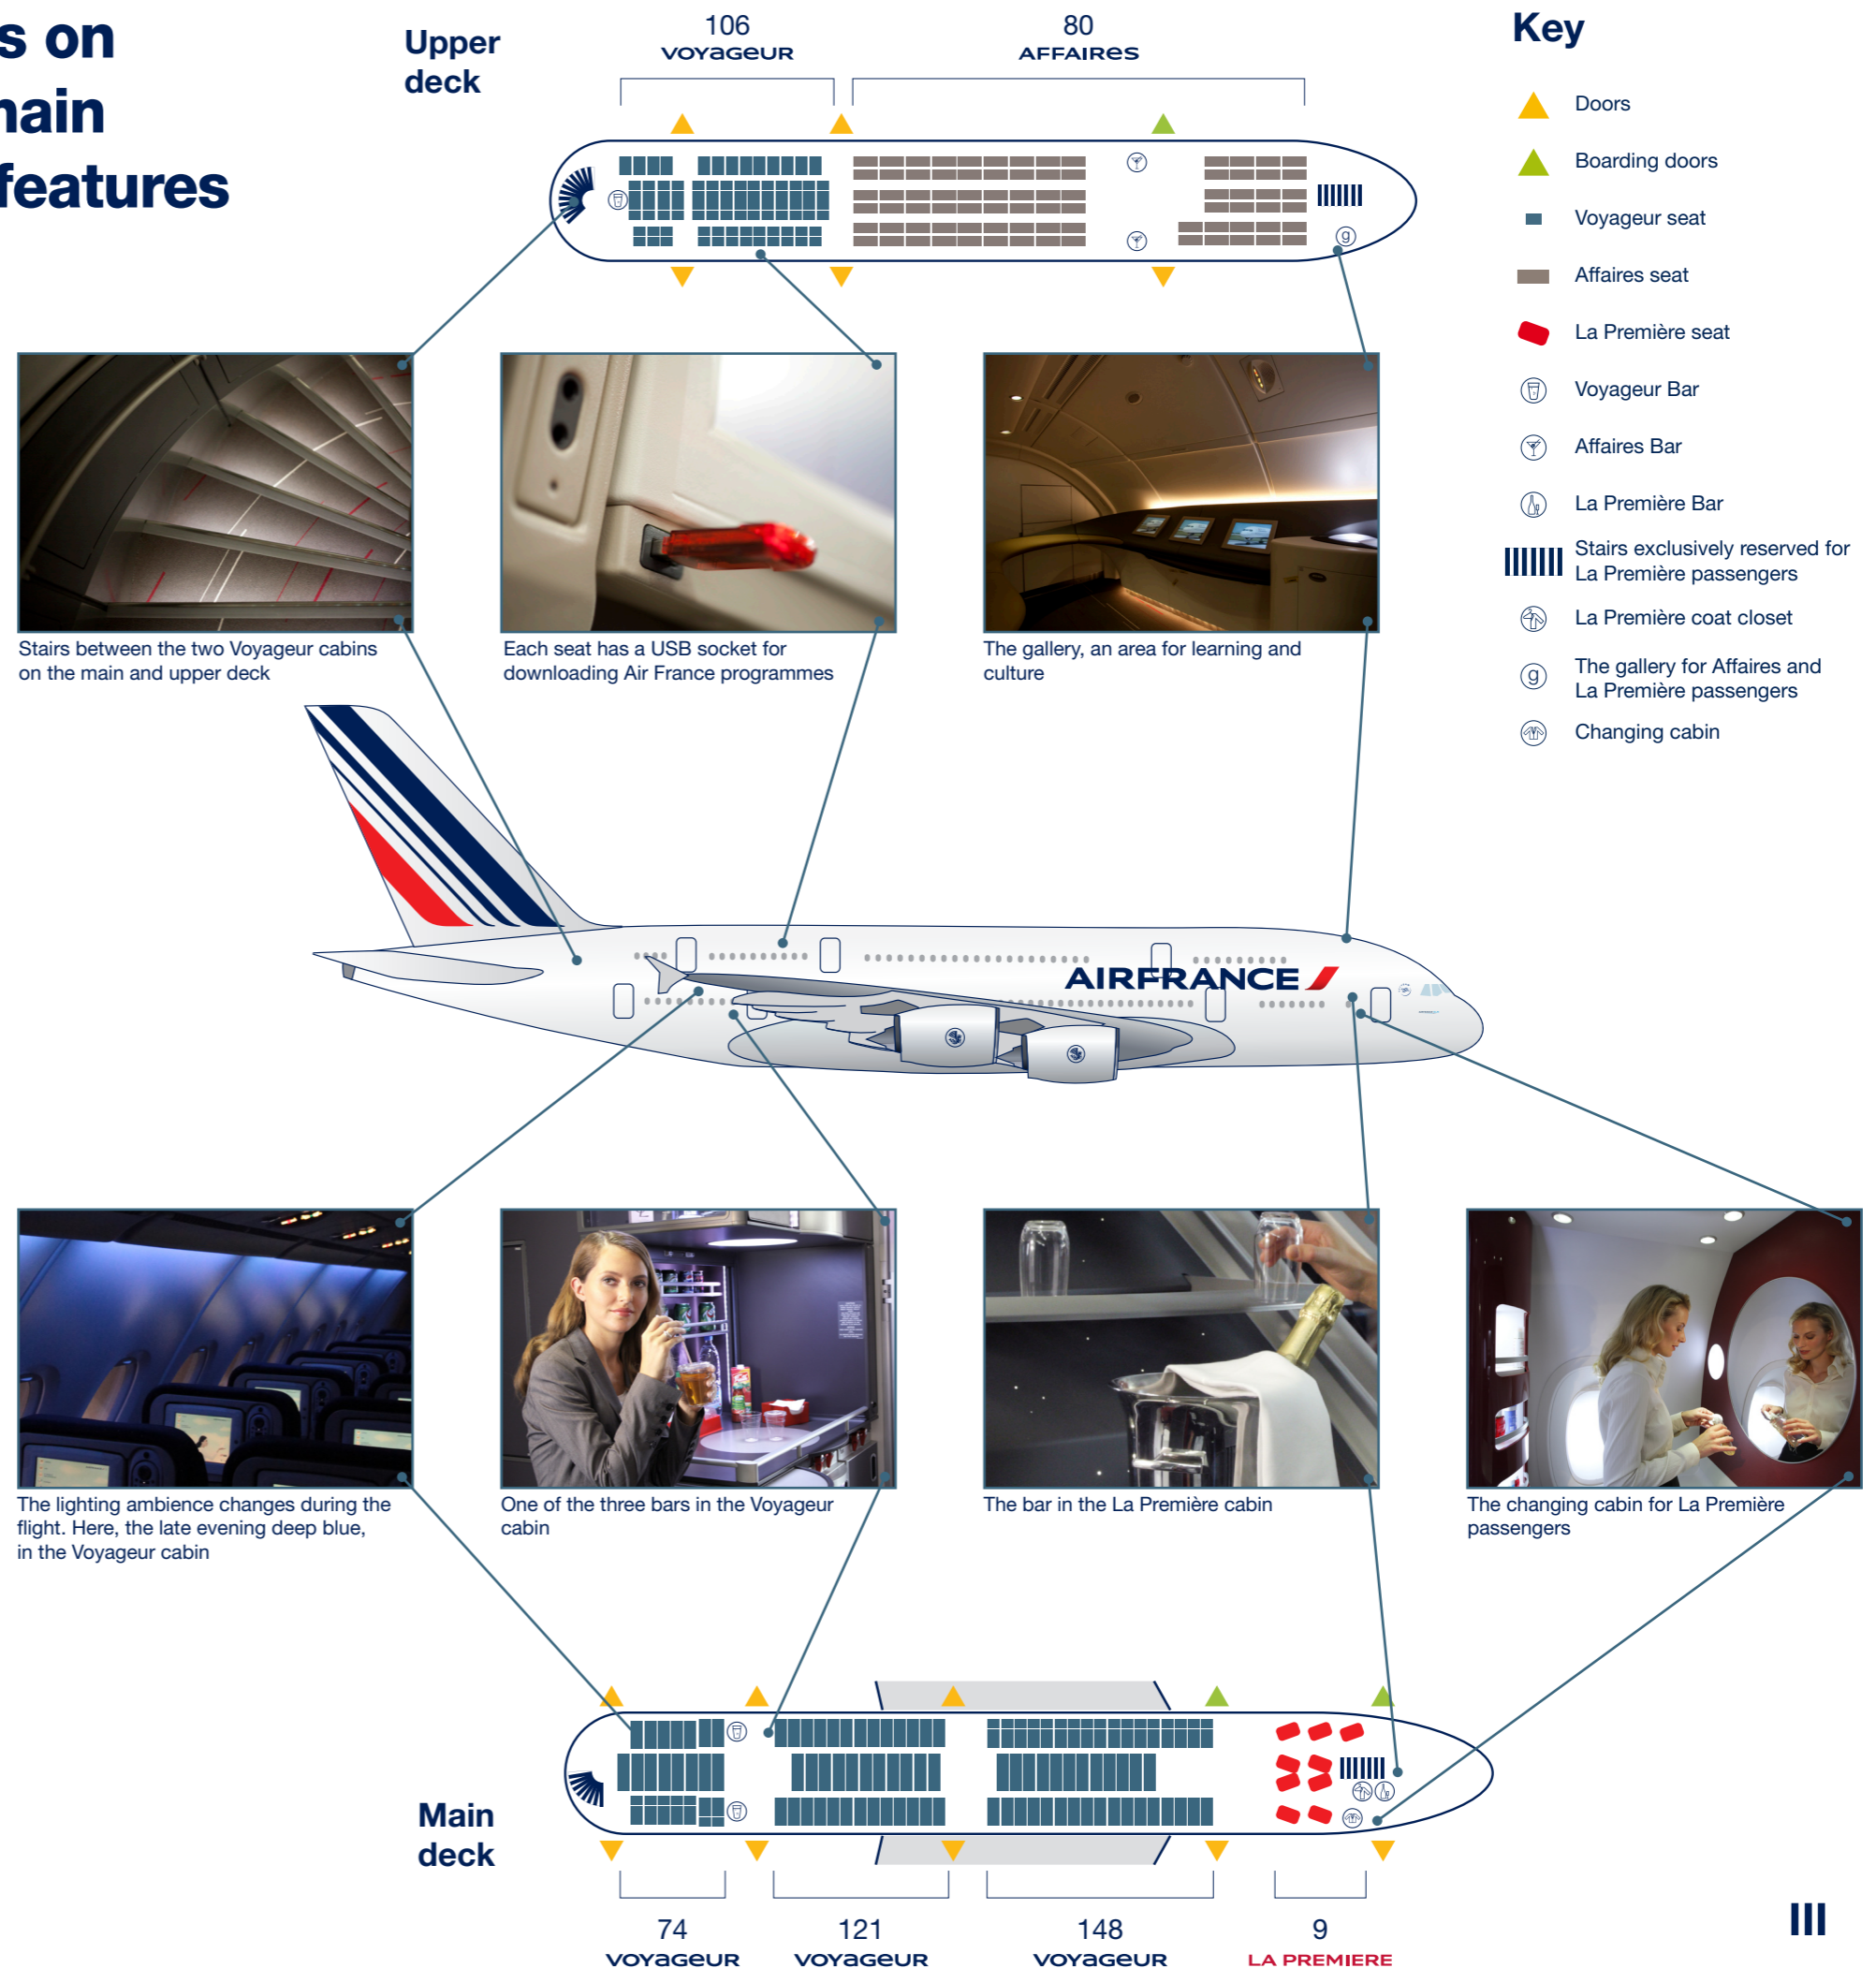 s on
nain
features
Upper
deck
106
VOYAGEUR
80
AFFAIRES
Key
Doors
Boarding doors
Voyageur seat
Affaires seat
La Première seat
Voyageur Bar
Affaires Bar
La Première Bar
Stairs exclusively reserved for
La Première passengers
La Première coat closet
g
The gallery for Affaires and
La Première passengers
Changing cabin
g
Stairs between the two Voyageur cabins
on the main and upper deck
Each seat has a USB socket for
downloading Air France programmes
The gallery, an area for learning and
culture
AIRFRANCE
The lighting ambience changes during the
flight. Here, the late evening deep blue,
in the Voyageur cabin
One of the three bars in the Voyageur
cabin
The bar in the La Première cabin
The changing cabin for La Première
passengers
Main
deck
74
VOYAGEUR
121
VOYAGEUR
148
VOYAGEUR
9
LA PREMIERE
III